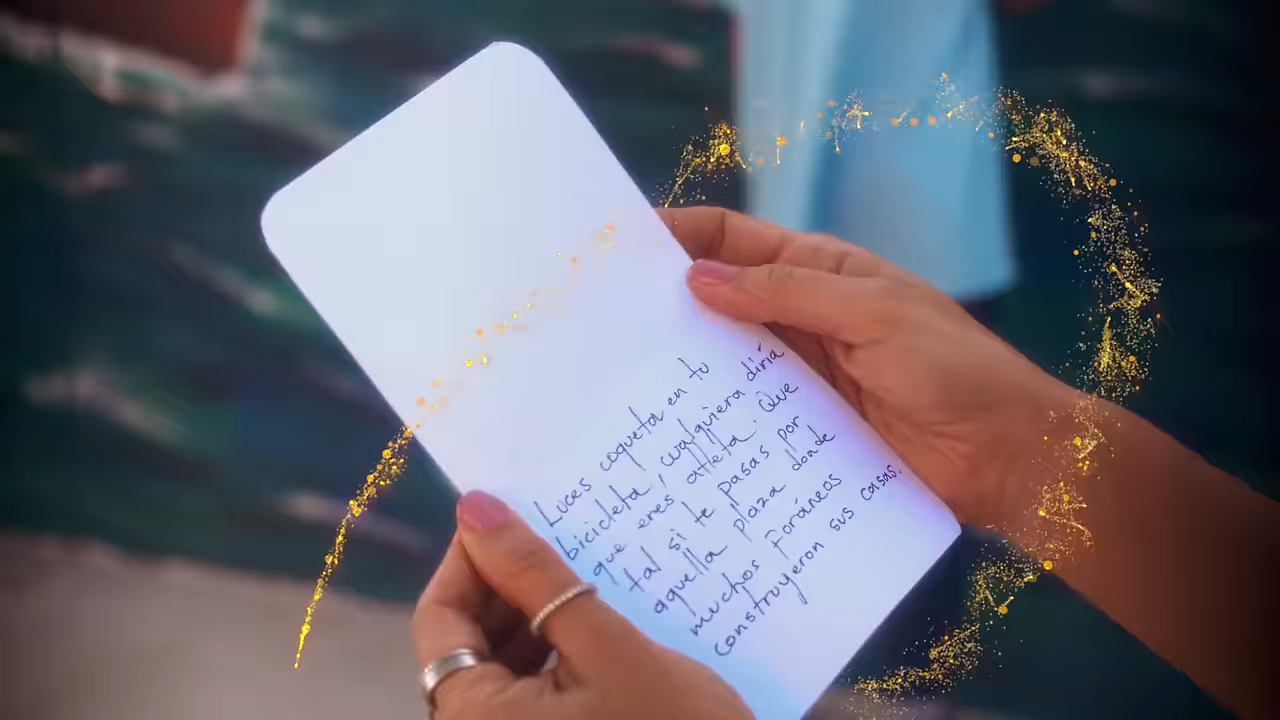 Luces coqueta en tu
bicicleta, cualquiera diría
que eres atleta. Que
tal si te pasas por
aquella plaza donde
muchos foráneos
construyeron sus casas.